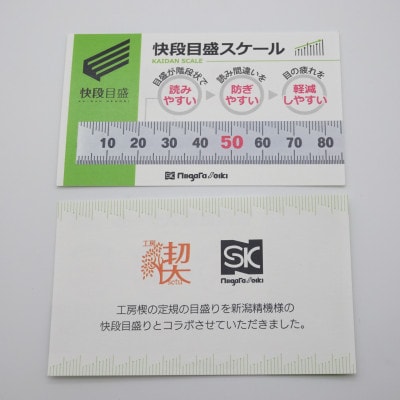 快段目盛スケール
KAIDAN SCALE
快段目盛
KAIDAN MEMORI
目盛が階段状で
読み
やすい
読み間違いを
防ぎ
やすい
目の疲れを
軽減
しやすい
10 20 30 40 50 60 70 80
SK Niigata Seiki
工房
楔
Setsu
SK
Niigata Seiki
工房楔の定規の目盛りを新潟精機様の
快段目盛りとコラボさせていただきました。